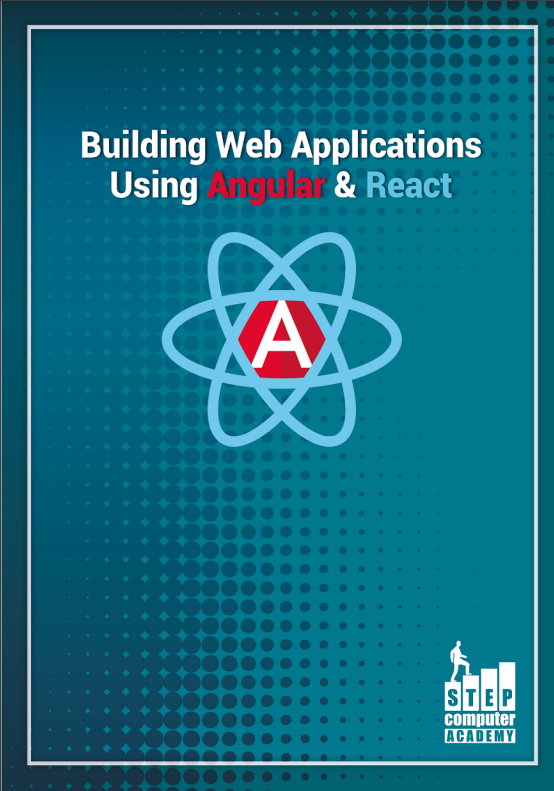 Building Web Applications
Using Angular & React
A
STEP
computer
ACADEMY